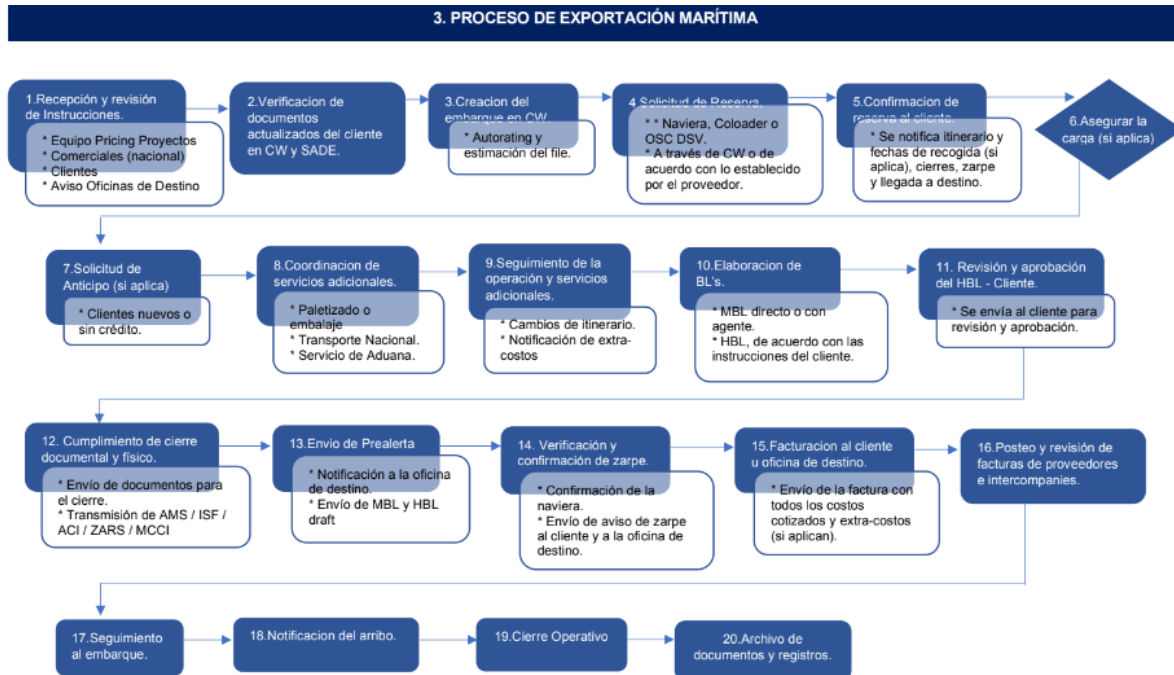 3. PROCESO DE EXPORTACIÓN MARÍTIMA
1.Recepción y revisión
de Instrucciones.
* Equipo Pricing Proyectos
* Comerciales (nacional)
* Clientes
* Aviso Oficinas de Destino
2.Verificacion de
documentos
actualizados del cliente
en CW y SADE.
3.Creacion del
embarque en CW.
* Autorating y
estimación del file.
4.Solicitud de Reserva.
* * Naviera, Coloader o
OSC DSV.
* A través de CW o de
acuerdo con lo establecido
por el proveedor.
5.Confirmacion de
reserva al cliente.
* Se notifica itinerario y
fechas de recogida (si
aplica), cierres, zarpe
y llegada a destino.
6.Asegurar la
carga (si aplica)
7.Solicitud de
Anticipo (si aplica)
* Clientes nuevos o
sin crédito.
8.Coordinacion de
servicios adicionales.
* Paletizado o
embalaje
* Transporte Nacional.
* Servicio de Aduana.
9.Seguimiento de la
operación y servicios
adicionales.
* Cambios de itinerario.
* Notificación de extra-
costos
10.Elaboracion de
BL's.
* MBL directo o con
agente.
* HBL, de acuerdo con las
instrucciones del cliente.
11. Revisión y aprobación
del HBL - Cliente.
* Se envía al cliente para
revisión y aprobación.
12. Cumplimiento de cierre
documental y físico.
* Envío de documentos para
el cierre.
* Transmisión de AMS / ISF /
ACI / ZARS / MCCI
13.Envio de Prealerta
* Notificación a la oficina
de destino.
* Envío de MBL y HBL
draft
14. Verificación y
confirmación de zarpe.
* Confirmación de la
naviera.
* Envío de aviso de zarpe
al cliente y a la oficina de
destino.
15.Facturacion al cliente
u oficina de destino.
* Envío de la factura con
todos los costos
cotizados y extra-costos
(si aplican).
16.Posteo y revisión de
facturas de proveedores
e intercompanies.
17.Seguimiento
al embarque.
18.Notificacion del arribo.
19.Cierre Operativo
20.Archivo de
documentos y registros.